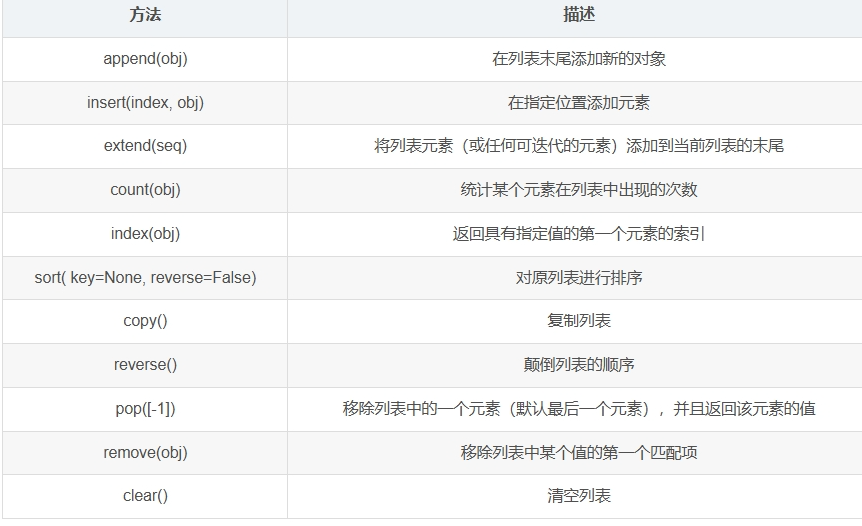 方法 描述
append(obj) 在列表末尾添加新的对象
insert(index, obj) 在指定位置添加元素
extend(seq) 将列表元素（或任何可迭代的元素）添加到当前列表的末尾
count(obj) 统计某个元素在列表中出现的次数
index(obj) 返回具有指定值的第一个元素的索引
sort( key=None, reverse=False) 对原列表进行排序
copy() 复制列表
reverse() 颠倒列表的顺序
pop([-1]) 移除列表中的一个元素（默认最后一个元素），并且返回该元素的值
remove(obj) 移除列表中某个值的第一个匹配项
clear() 清空列表